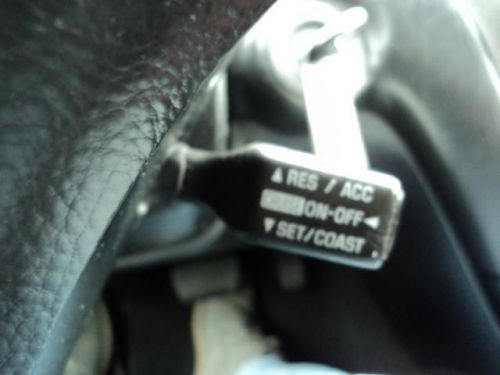 ▲ RES / ACC
ON-OFF ◄
▼ SET/COAST